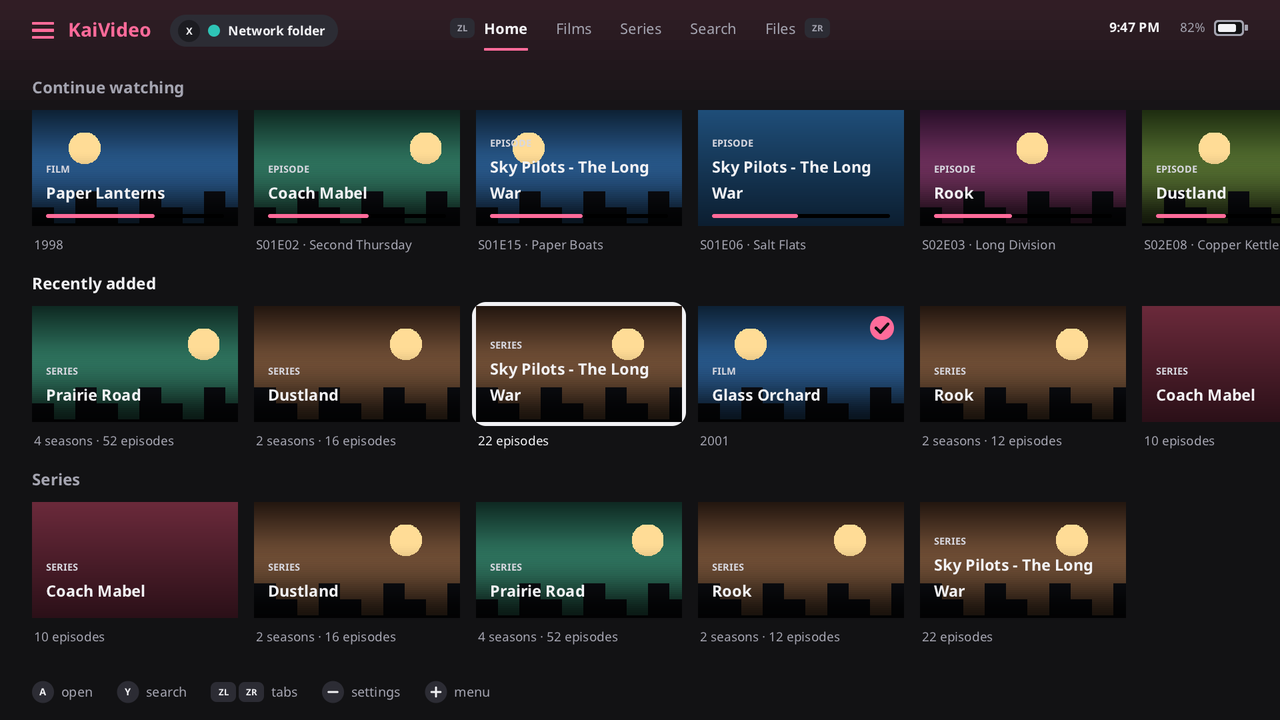 KaiVideo
X Network folder
ZL Home Films Series Search Files ZR
9:47 PM 82%
Continue watching
FILM
Paper Lanterns
1998
EPISODE
Coach Mabel
S01E02 · Second Thursday
EPISODE
Sky Pilots - The Long
War
S01E15 · Paper Boats
EPISODE
Sky Pilots - The Long
War
S01E06 · Salt Flats
EPISODE
Rook
S02E03 · Long Division
EPISODE
Dustland
S02E08 · Copper Kettle
Recently added
SERIES
Prairie Road
4 seasons · 52 episodes
SERIES
Dustland
2 seasons · 16 episodes
SERIES
Sky Pilots - The Long
War
22 episodes
FILM
Glass Orchard
2001
SERIES
Rook
2 seasons · 12 episodes
SERIES
Coach Mabel
10 episodes
Series
SERIES
Coach Mabel
10 episodes
SERIES
Dustland
2 seasons · 16 episodes
SERIES
Prairie Road
4 seasons · 52 episodes
SERIES
Rook
2 seasons · 12 episodes
SERIES
Sky Pilots - The Long
War
22 episodes
A open Y search ZL ZR tabs − settings + menu